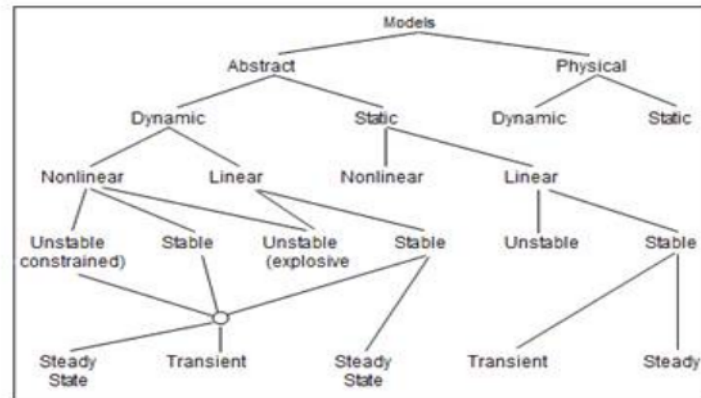 Models
Abstract Physical
Dynamic Static Dynamic Static
Nonlinear Linear Nonlinear Linear
Unstable Stable Unstable Stable Unstable Stable
constrained) (explosive
Steady Transient Steady Transient Steady
State State